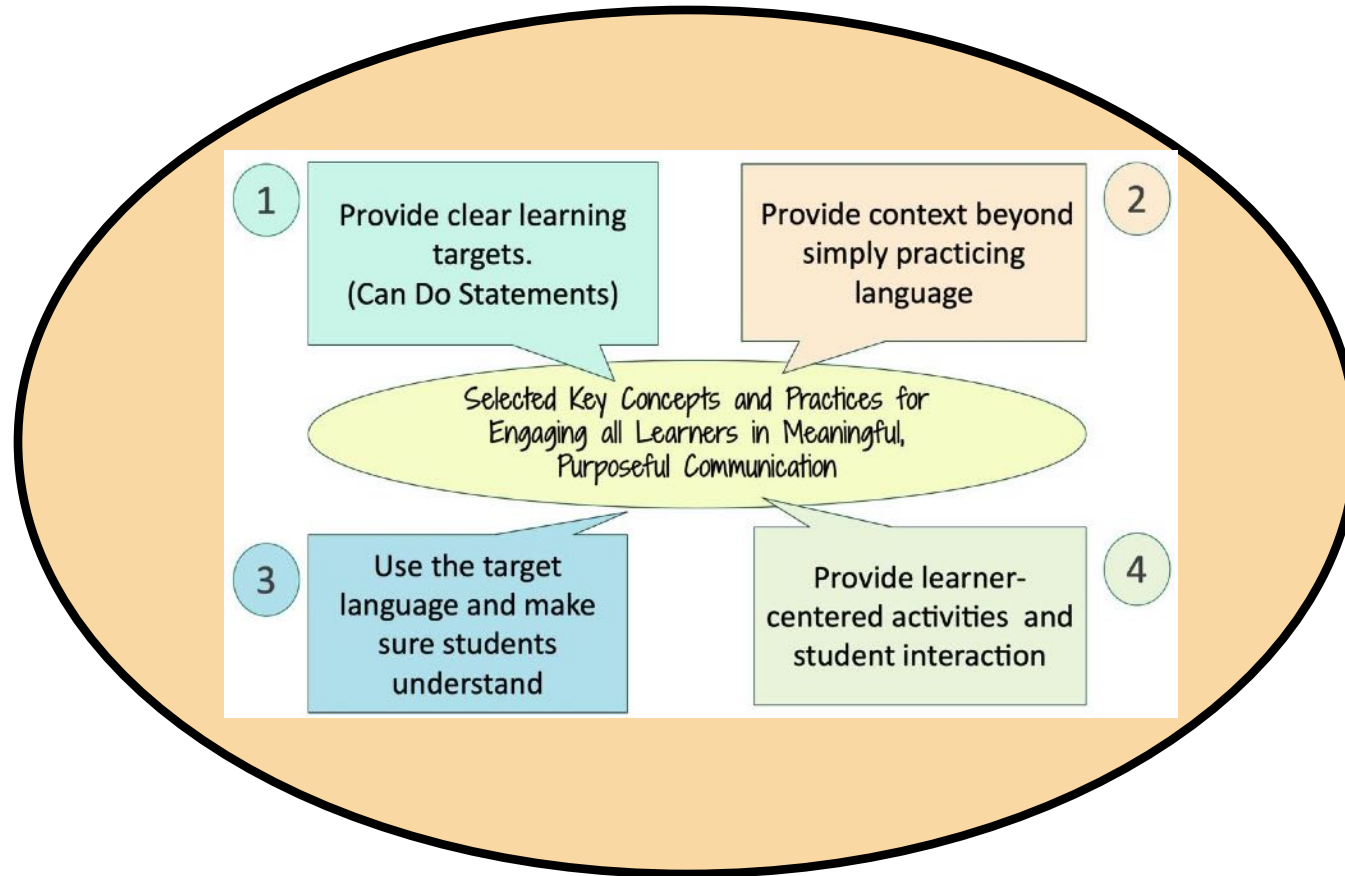 1
Provide clear learning
targets.
(Can Do Statements)
2
Provide context beyond
simply practicing
language
Selected Key Concepts and Practices for
Engaging all Learners in Meaningful,
Purposeful Communication
3
Use the target
language and make
sure students
understand
4
Provide learner-
centered activities and
student interaction